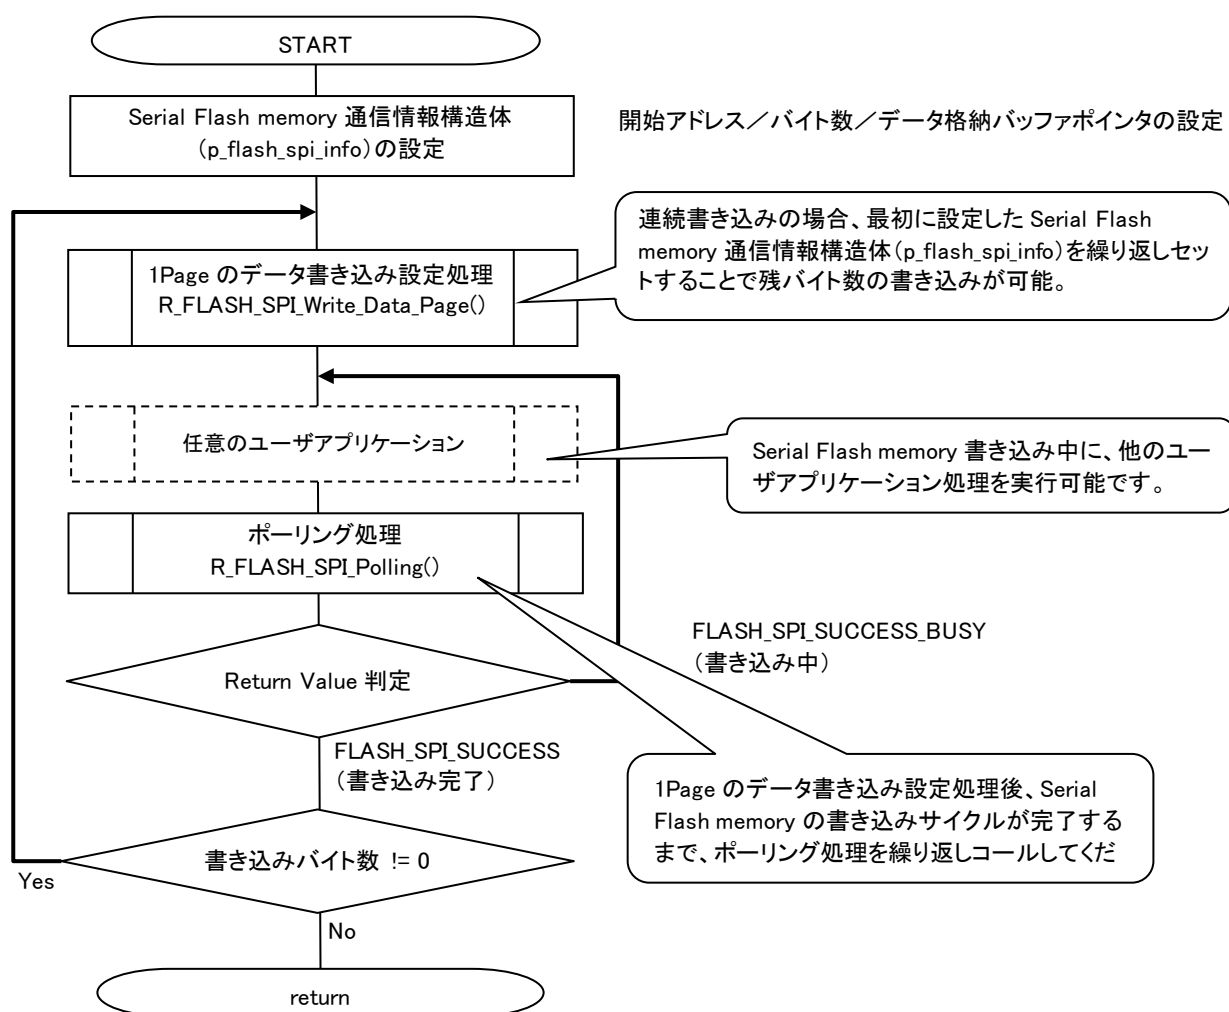 START
Serial Flash memory 通信情報構造体
(p_flash_spi_info)の設定
開始アドレス／バイト数／データ格納バッファポインタの設定
連続書き込みの場合、最初に設定した Serial Flash
memory 通信情報構造体(p_flash_spi_info)を繰り返しセッ
トすることで残バイト数の書き込みが可能。
1Page のデータ書き込み設定処理
R_FLASH_SPI_Write_Data_Page()
任意のユーザアプリケーション
Serial Flash memory 書き込み中に、他のユー
ザアプリケーション処理を実行可能です。
ポーリング処理
R_FLASH_SPI_Polling()
FLASH_SPI_SUCCESS_BUSY
(書き込み中)
Return Value 判定
FLASH_SPI_SUCCESS
(書き込み完了)
1Page のデータ書き込み設定処理後、Serial
Flash memory の書き込みサイクルが完了する
まで、ポーリング処理を繰り返しコールしてくだ
書き込みバイト数 != 0
Yes
No
return